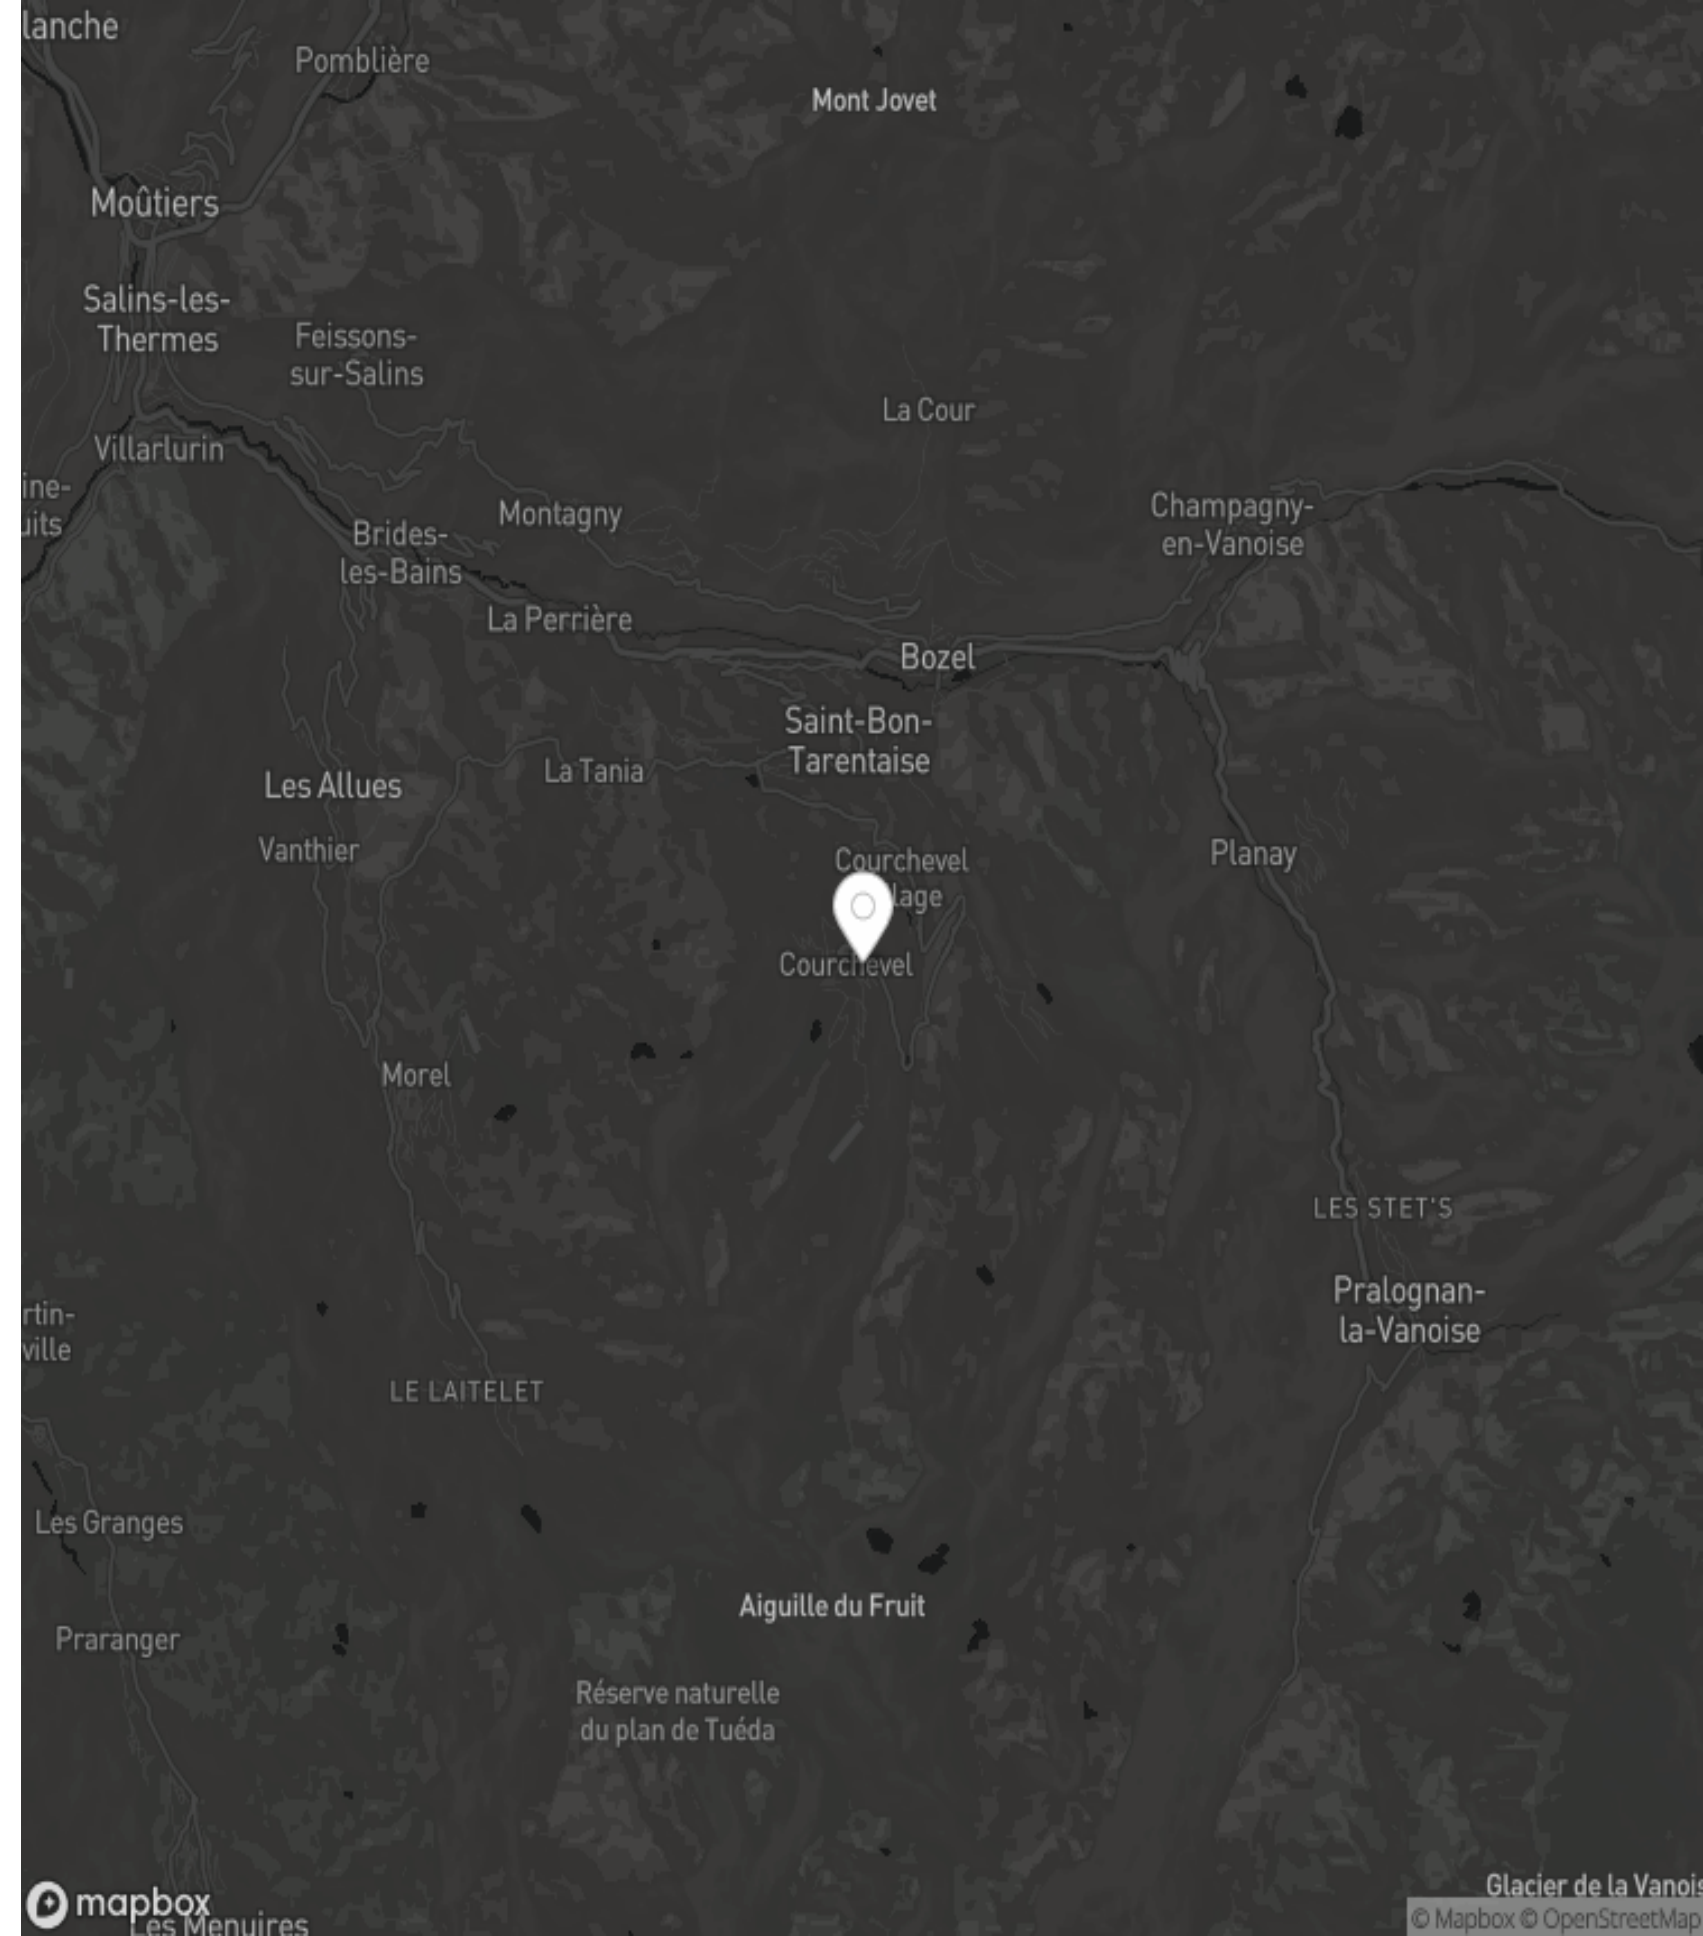 lanche
Pomblière
Mont Jovet
Moûtiers
Salins-les-
Thermes
Feissons-
sur-Salins
La Cour
Villarlurin
ine-
uits
Montagny
Champagny-
en-Vanoise
Brides-
les-Bains
La Perrière
Bozel
Saint-Bon-
Tarentaise
La Tania
Les Allues
Vanthier
Courchevel
lage
Planay
Courchevel
Morel
LES STET'S
Pralognan-
la-Vanoise
rtin-
ville
LE LAITELET
Les Granges
Aiguille du Fruit
Praranger
Réserve naturelle
du plan de Tuéda
Glacier de la Vanois
mapbox
Les Menuires
© Mapbox © OpenStreetMap